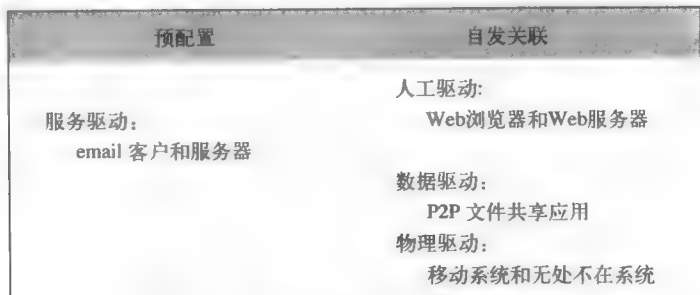 预配置
自发关联
服务驱动:
email 客户和服务器
人工驱动:
Web浏览器和Web服务器
数据驱动:
P2P 文件共享应用
物理驱动:
移动系统和无处不在系统